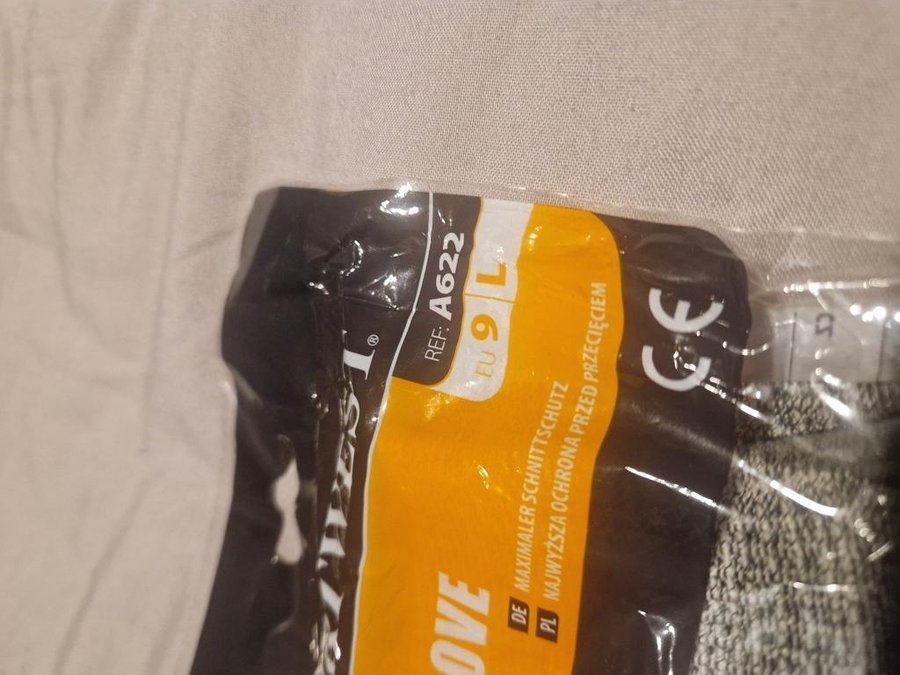 REF: A622
EU 9 L
OVE
DE MAXIMALER SCHNITTSCHUTZ
PL NAJWYŻSZA OCHRONA PRZED PRZECIĘCIEM
CE